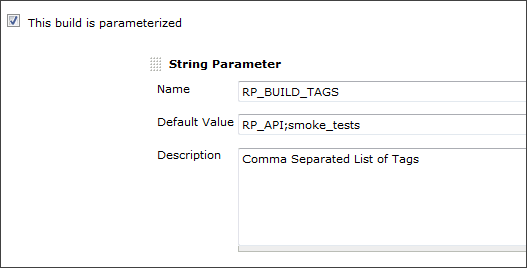 This build is parameterized
String Parameter
Name
RP_BUILD_TAGS
Default Value
RP_API;smoke_tests
Description
Comma Separated List of Tags